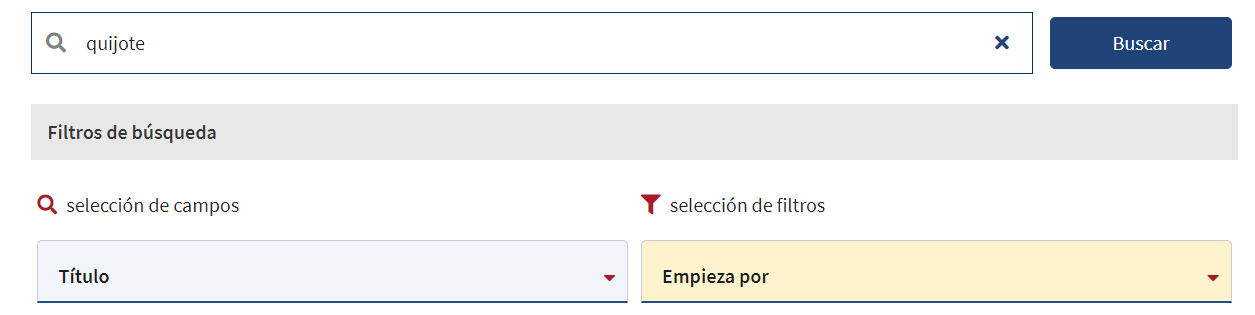 quijote
Buscar
Filtros de búsqueda
selección de campos
selección de filtros
Título
Empieza por